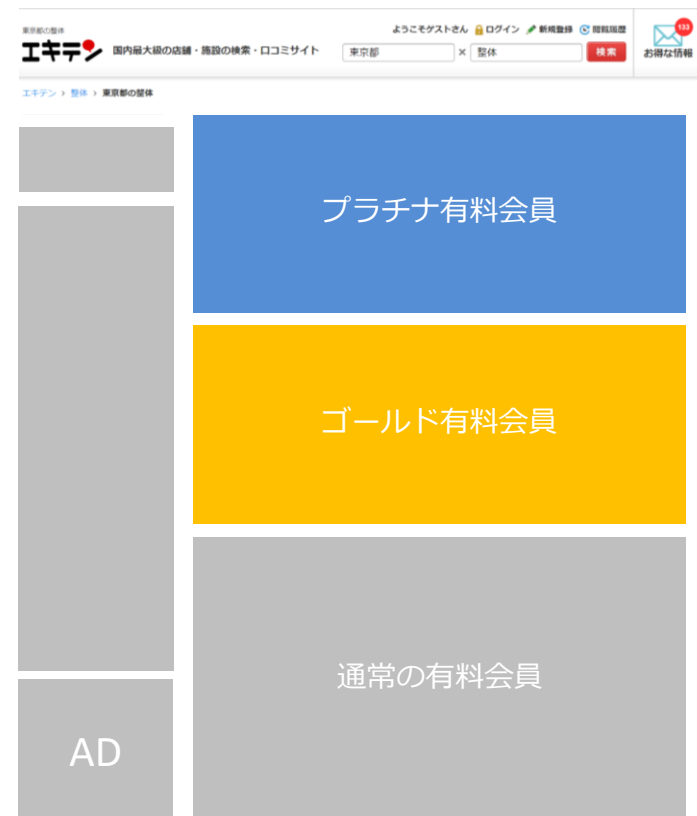 東京都の整体
ようこそゲストさん ログイン 新規登録 閲覧履歴
133
エキテン 国内最大級の店舗・施設の検索・口コミサイト 東京都 × 整体 検索 お得な情報
エキテン › 整体 › 東京都の整体
プラチナ有料会員
ゴールド有料会員
通常の有料会員
AD